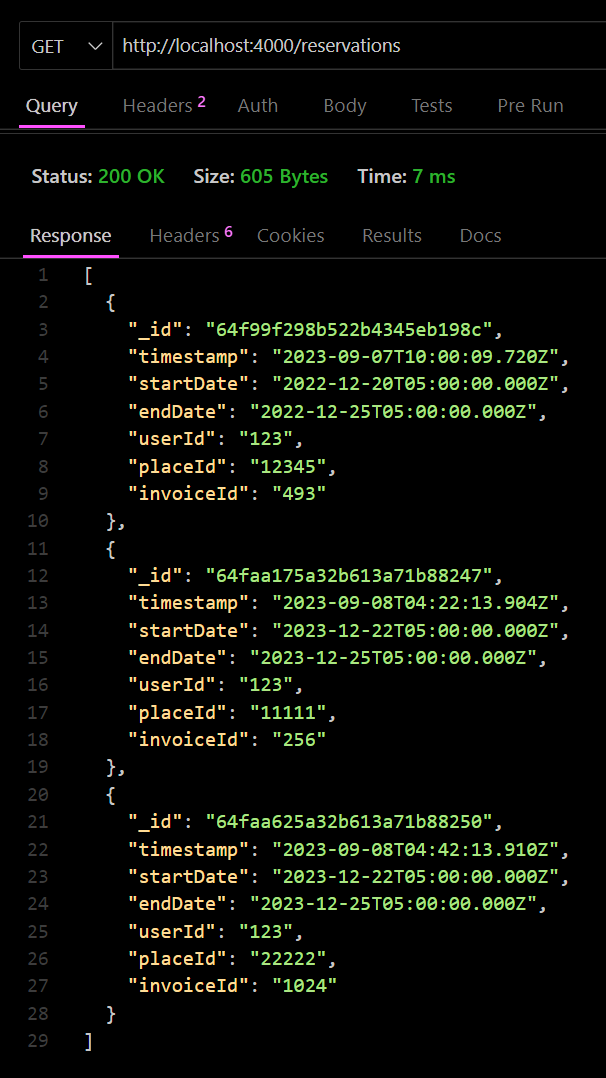 GET http://localhost:4000/reservations
Query Headers 2 Auth Body Tests Pre Run
Status: 200 OK Size: 605 Bytes Time: 7 ms
Response Headers 6 Cookies Results Docs
1 [
2 {
3 "_id": "64f99f298b522b4345eb198c",
4 "timestamp": "2023-09-07T10:00:09.720Z",
5 "startDate": "2022-12-20T05:00:00.000Z",
6 "endDate": "2022-12-25T05:00:00.000Z",
7 "userId": "123",
8 "placeId": "12345",
9 "invoiceId": "493"
10 },
11 {
12 "_id": "64faa175a32b613a71b88247",
13 "timestamp": "2023-09-08T04:22:13.904Z",
14 "startDate": "2023-12-22T05:00:00.000Z",
15 "endDate": "2023-12-25T05:00:00.000Z",
16 "userId": "123",
17 "placeId": "11111",
18 "invoiceId": "256"
19 },
20 {
21 "_id": "64faa625a32b613a71b88250",
22 "timestamp": "2023-09-08T04:42:13.910Z",
23 "startDate": "2023-12-22T05:00:00.000Z",
24 "endDate": "2023-12-25T05:00:00.000Z",
25 "userId": "123",
26 "placeId": "22222",
27 "invoiceId": "1024"
28 }
29 ]